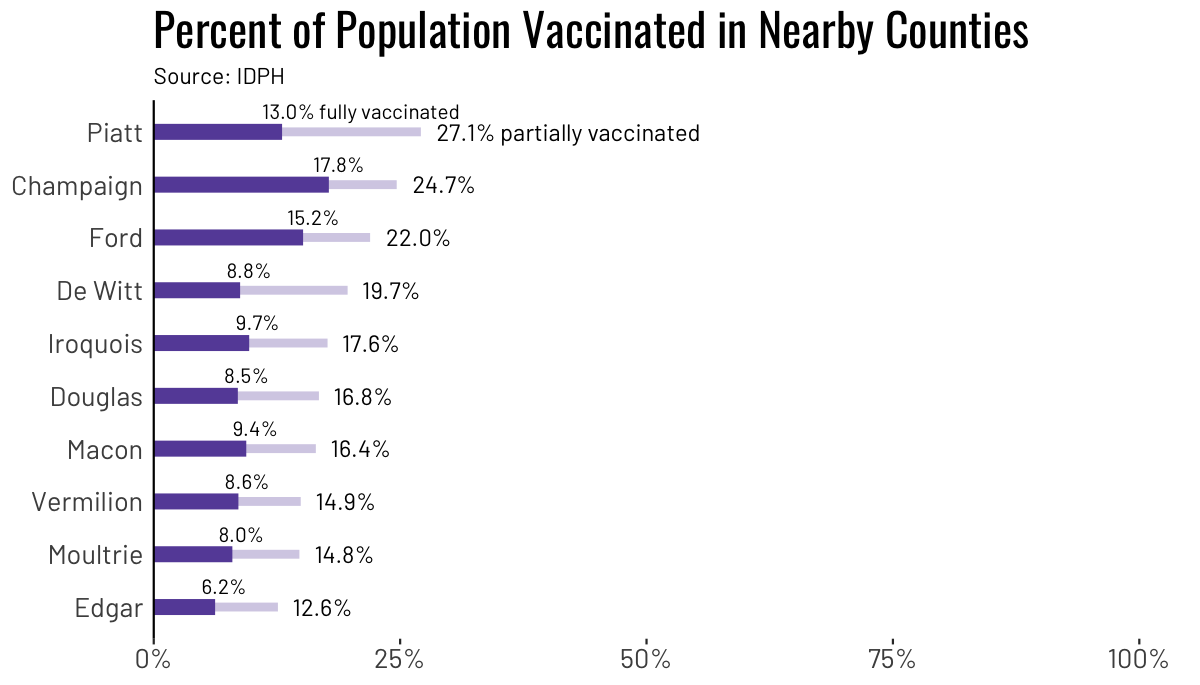 Percent of Population Vaccinated in Nearby Counties
Source: IDPH
13.0% fully vaccinated
Piatt 27.1% partially vaccinated
17.8%
Champaign 24.7%
15.2%
Ford 22.0%
8.8%
De Witt 19.7%
9.7%
Iroquois 17.6%
8.5%
Douglas 16.8%
9.4%
Macon 16.4%
8.6%
Vermilion 14.9%
8.0%
Moultrie 14.8%
6.2%
Edgar 12.6%
0% 25% 50% 75% 100%